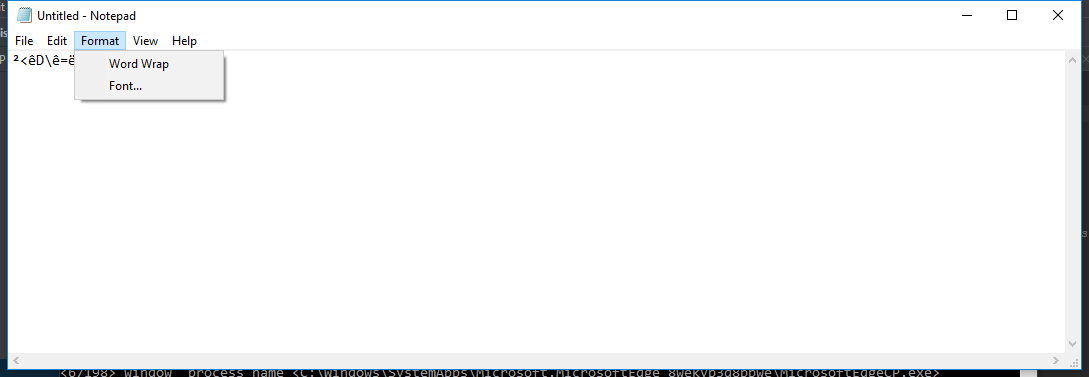 Untitled - Notepad
File Edit Format View Help
²<êD\ê=ë
Word Wrap
Font...
<6/198> window process name <C:\Windows\SystemApps\Microsoft.MicrosoftEdge_8wekyb3d8bbwe\MicrosoftEdgeCP.exe>